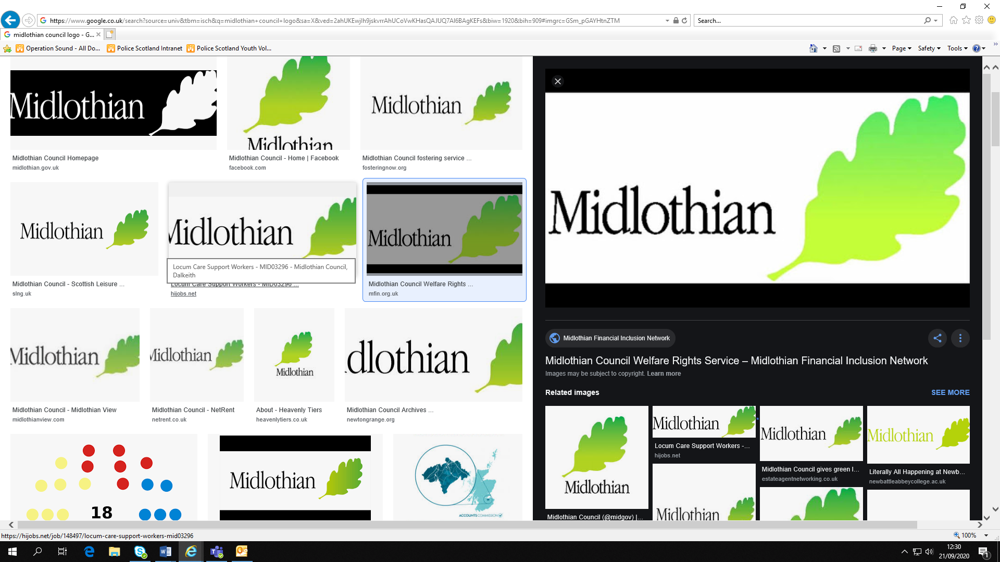 https://www.google.co.uk/search?source=univ&tbm=isch&q=midlothian+council+logo&sa=X&ved=2ahUKEwjlh9jskvrrAhUCoVwKHasQAJUQ7Al6BAgKEFs&biw=1920&bih=909#imgrc=GSm_pGAYHtnZTM
Search...
midlothian council logo - G...
Operation Sound - All Do...
Police Scotland Intranet
Police Scotland Youth Vol...
Page
Safety
Tools
Midlothian
Midlothian
Midlothian
Midlothian Council Homepage
midlothian.gov.uk
Midlothian Council - Home | Facebook
facebook.com
Midlothian Council fostering service ...
fosteringnow.org
Midlothian
Midlothian
Midlothian
Locum Care Support Workers - MID03296 - Midlothian Council,
Dalkeith
Midlothian Council - Scottish Leisure ...
slng.uk
Locum Care Support Workers - MID03296 ...
hijobs.net
Midlothian Council Welfare Rights ...
mfin.org.uk
Midlothian
Midlothian
Midlothian
dlothian
Midlothian Council - Midlothian View
midlothianview.com
Midlothian Council - NetRent
netrent.co.uk
About - Heavenly Tiers
heavenlytiers.co.uk
Midlothian Council Archives ...
newtongrange.org
18
Midlothian
ACCOUNTS COMMISSION
Midlothian
Midlothian Financial Inclusion Network
Midlothian Council Welfare Rights Service – Midlothian Financial Inclusion Network
Images may be subject to copyright. Learn more
Related images
SEE MORE
Midlothian
Midlothian Council (@midgov) |...
Midlothian
Locum Care Support Workers -...
hijobs.net
Midlothian
Midlothian
Midlothian Council gives green l...
estateagentnetworking.co.uk
Midlothian
Literally All Happening at Newb...
newbattleabbeycollege.ac.uk
https://hijobs.net/job/148497/locum-care-support-workers-mid03296
100%
12:30
21/09/2020
1